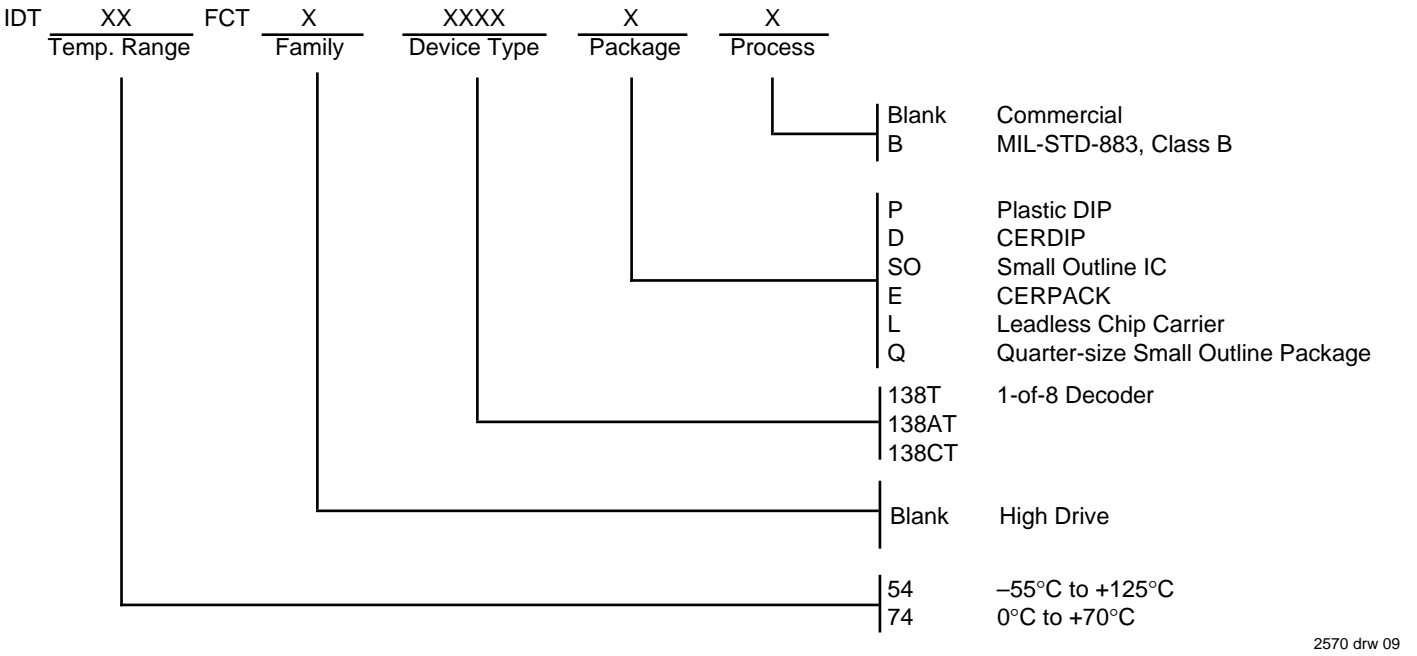 IDT XX FCT X XXXX X X
Temp. Range Family Device Type Package Process
Blank Commercial
B MIL-STD-883, Class B
P Plastic DIP
D CERDIP
SO Small Outline IC
E CERPACK
L Leadless Chip Carrier
Q Quarter-size Small Outline Package
138T 1-of-8 Decoder
138AT
138CT
Blank High Drive
54 –55°C to +125°C
74 0°C to +70°C
2570 drw 09